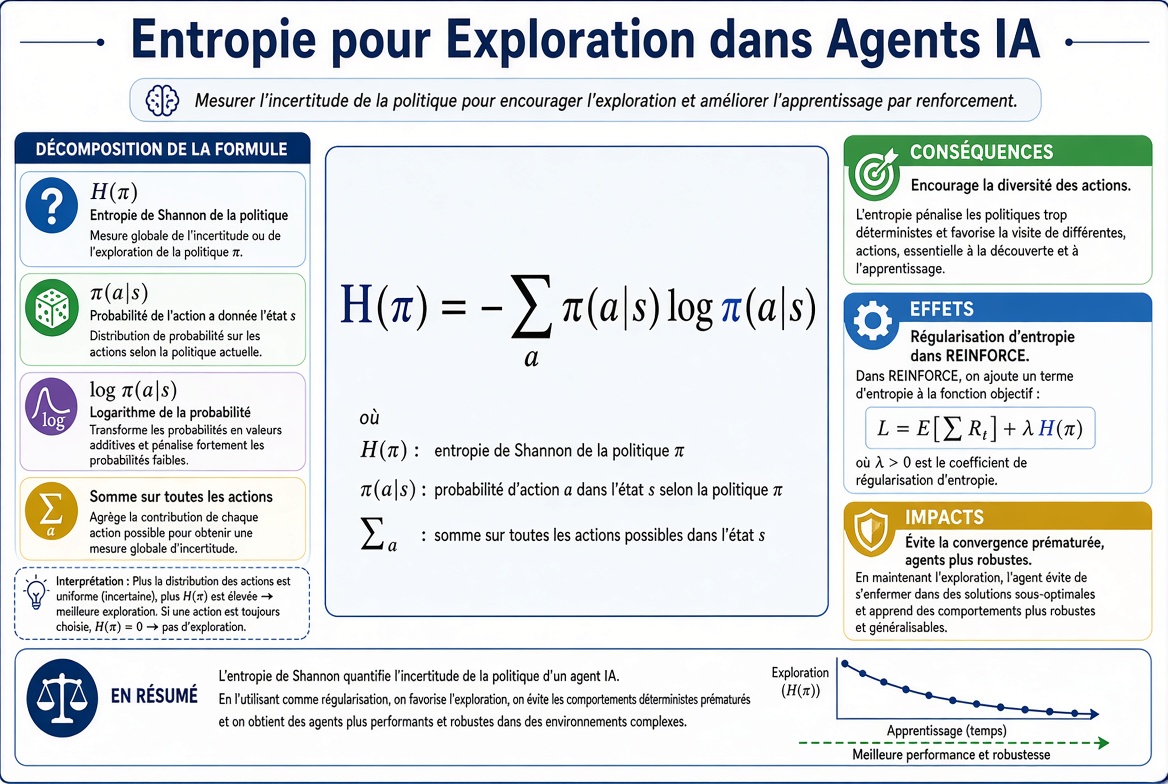 Entropie pour Exploration dans Agents IA
Mesurer l'incertitude de la politique pour encourager l'exploration et améliorer l'apprentissage par renforcement.
DÉCOMPOSITION DE LA FORMULE
H(π)
Entropie de Shannon de la politique
Mesure globale de l'incertitude ou de
l'exploration de la politique π.
π(a|s)
Probabilité de l'action a donnée l'état s
Distribution de probabilité sur les
actions selon la politique actuelle.
log
log π(a|s)
Logarithme de la probabilité
Transforme les probabilités en valeurs
additives et pénalise fortement les
probabilités faibles.
∑a
Somme sur toutes les actions
Agrège la contribution de chaque
action possible pour obtenir une
mesure globale d'incertitude.
Interprétation : Plus la distribution des actions est
uniforme (incertaine), plus H(π) est élevée →
meilleure exploration. Si une action est toujours
choisie, H(π) = 0 → pas d'exploration.
H(π) = − ∑a π(a|s) log π(a|s)
où
H(π) : entropie de Shannon de la politique π
π(a|s) : probabilité d'action a dans l'état s selon la politique π
∑a : somme sur toutes les actions possibles dans l'état s
CONSÉQUENCES
Encourage la diversité des actions.
L'entropie pénalise les politiques trop
déterministes et favorise la visite de différentes,
actions, essentielle à la découverte et à
l'apprentissage.
EFFETS
Régularisation d'entropie
dans REINFORCE.
Dans REINFORCE, on ajoute un terme
d'entropie à la fonction objectif :
L = E[∑ Rt] + λ H(π)
où λ > 0 est le coefficient de
régularisation d'entropie.
IMPACTS
Évite la convergence prématurée,
agents plus robustes.
En maintenant l'exploration, l'agent évite de
s'enfermer dans des solutions sous-optimales
et apprend des comportements plus robustes
et généralisables.
EN RÉSUMÉ
L'entropie de Shannon quantifie l'incertitude de la politique d'un agent IA.
En l'utilisant comme régularisation, on favorise l'exploration, on évite les comportements déterministes prématurés
et on obtient des agents plus performants et robustes dans des environnements complexes.
Exploration
(H(π))
Apprentissage (temps)
Meilleure performance et robustesse